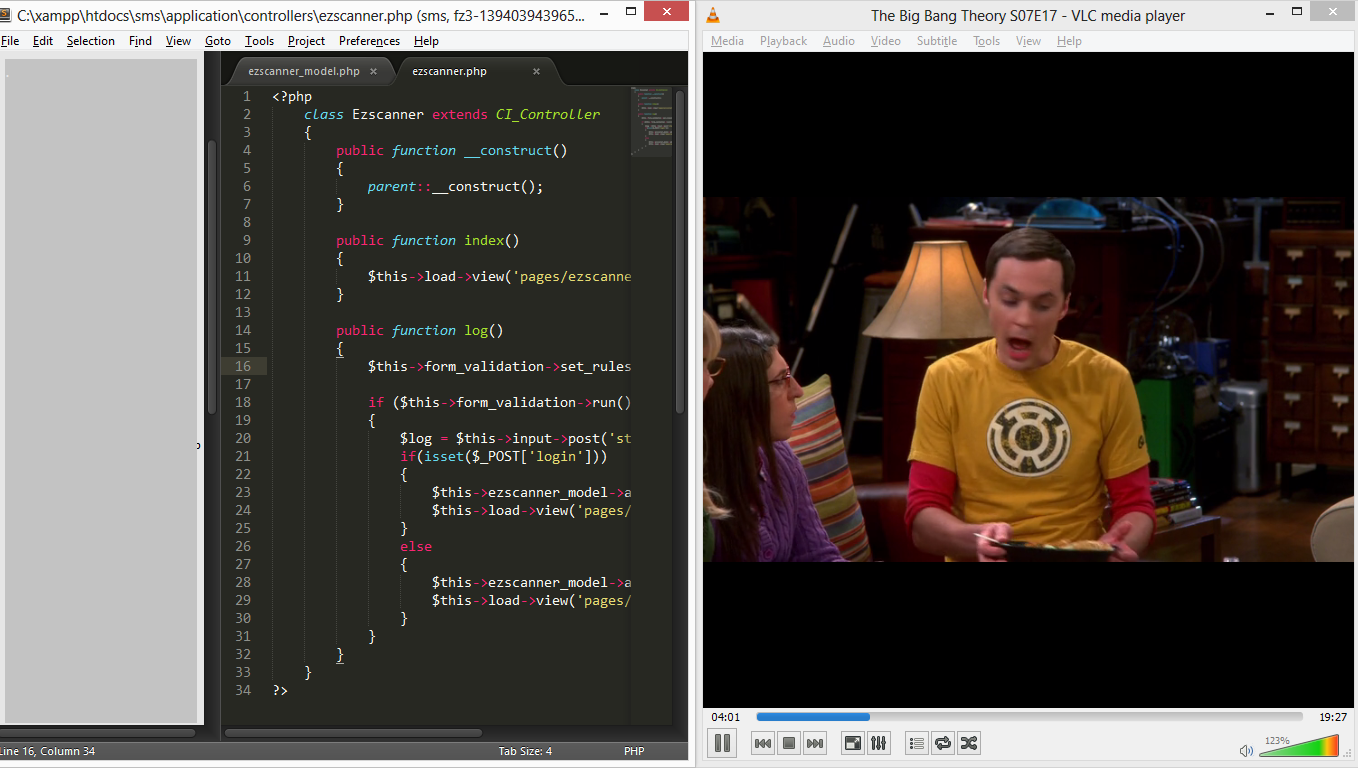 C:\xampp\htdocs\sms\application\controllers\ezscanner.php (sms, fz3-139403943965...
File Edit Selection Find View Goto Tools Project Preferences Help
ezscanner_model.php × ezscanner.php ×
1 <?php
2 class Ezscanner extends CI_Controller
3 {
4 public function __construct()
5 {
6 parent::__construct();
7 }
8
9 public function index()
10 {
11 $this->load->view('pages/ezscanne
12 }
13
14 public function log()
15 {
16 $this->form_validation->set_rules
17
18 if ($this->form_validation->run()
19 {
20 $log = $this->input->post('st
21 if(isset($_POST['login']))
22 {
23 $this->ezscanner_model->a
24 $this->load->view('pages/
25 }
26 else
27 {
28 $this->ezscanner_model->a
29 $this->load->view('pages/
30 }
31 }
32 }
33 }
34 ?>
Line 16, Column 34 Tab Size: 4 PHP
The Big Bang Theory S07E17 - VLC media player
Media Playback Audio Video Subtitle Tools View Help
04:01 19:27
123%